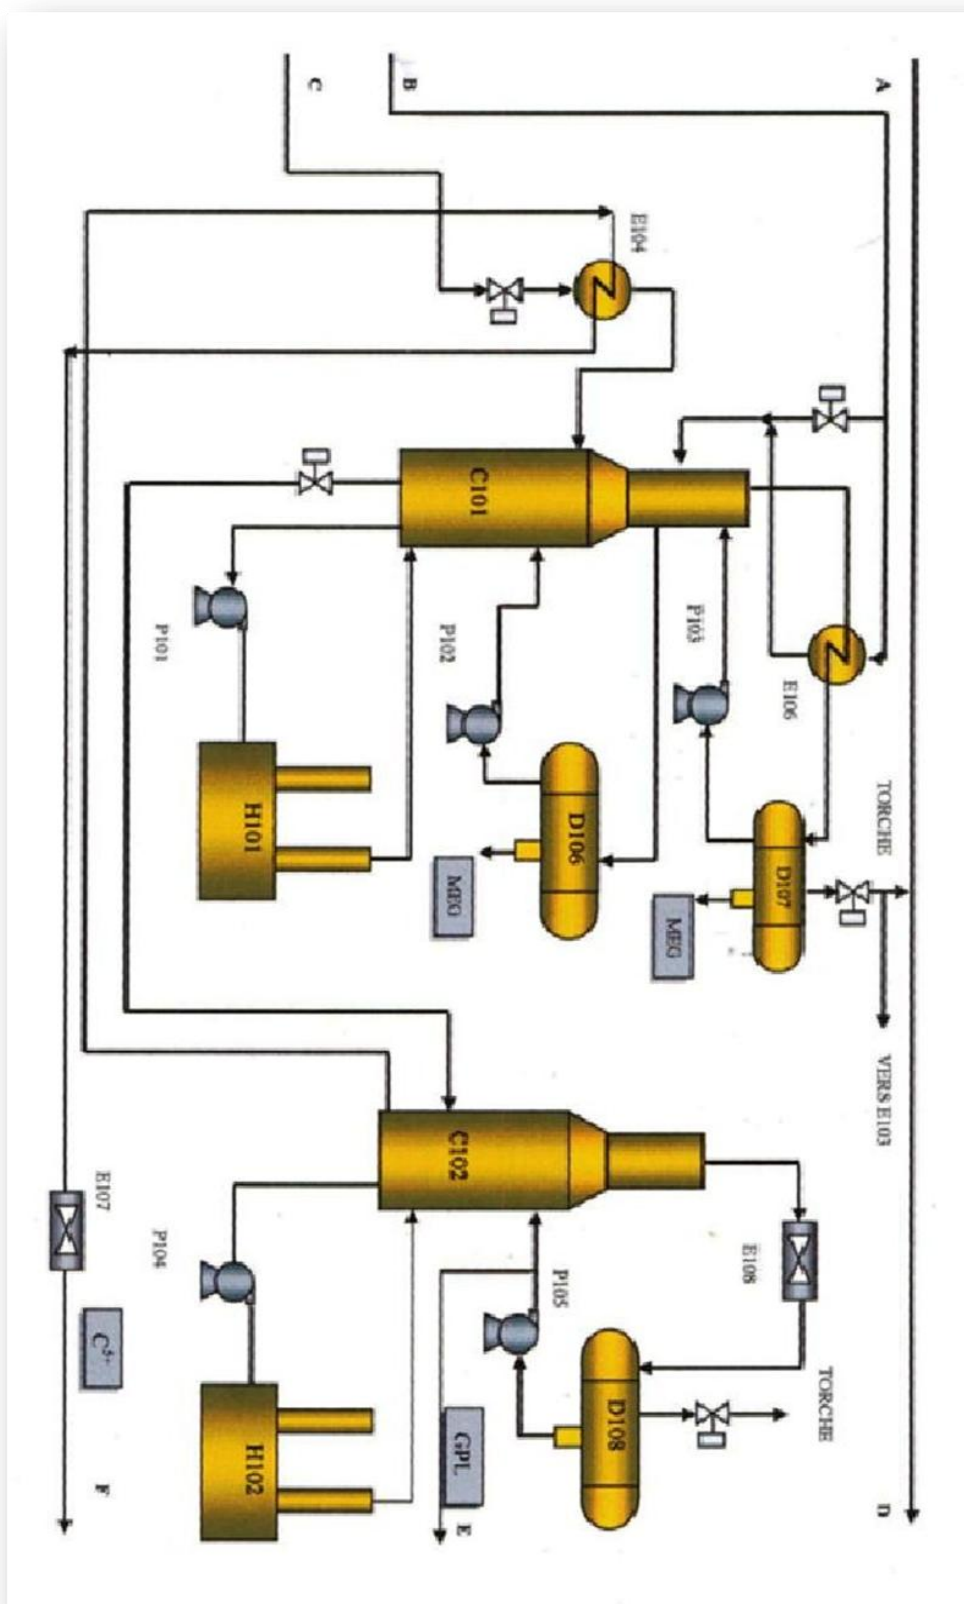 A
TORCHE
VERS E103
D
TORCHE
E106
D107
E108
P103
MEG
E104
D108
D106
P105
C101
P102
MEG
C102
GPL
E
B
C
H101
H102
P101
P104
E107
C⁵⁺
F